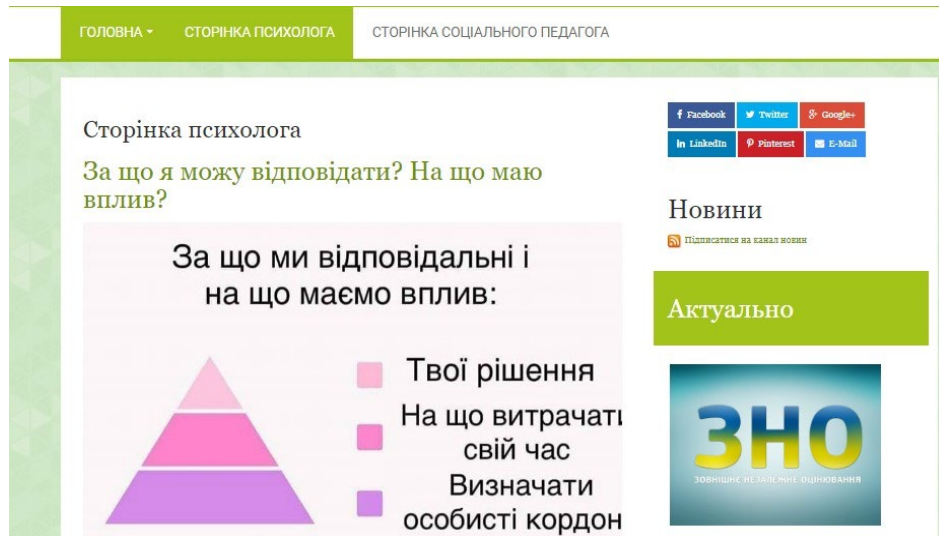 ГОЛОВНА СТОРІНКА ПСИХОЛОГА СТОРІНКА СОЦІАЛЬНОГО ПЕДАГОГА
Сторінка психолога
За що я можу відповідати? На що маю
вплив?
За що ми відповідальні і
на що маємо вплив:
Твої рішення
На що витрачати
свій час
Визначати
особисті кордон
Facebook Twitter Google+
LinkedIn Pinterest E-Mail
Новини
Підписатися на канал новин
Актуально
ЗНО
ЗОВНІШНЄ НЕЗАЛЕЖНЕ ОЦІНЮВАННЯ